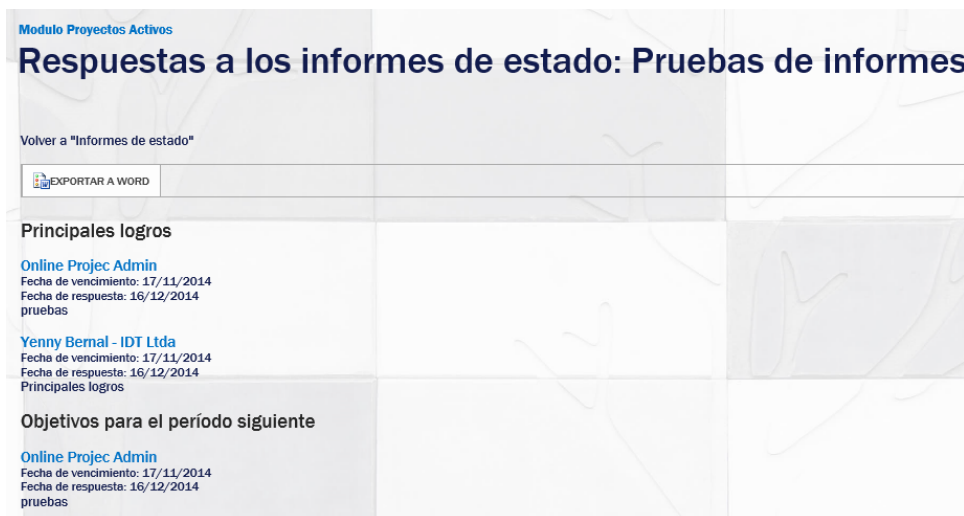 Modulo Proyectos Activos
Respuestas a los informes de estado: Pruebas de informes
Volver a "Informes de estado"
EXPORTAR A WORD
Principales logros
Online Projec Admin
Fecha de vencimiento: 17/11/2014
Fecha de respuesta: 16/12/2014
pruebas
Yenny Bernal - IDT Ltda
Fecha de vencimiento: 17/11/2014
Fecha de respuesta: 16/12/2014
Principales logros
Objetivos para el período siguiente
Online Projec Admin
Fecha de vencimiento: 17/11/2014
Fecha de respuesta: 16/12/2014
pruebas